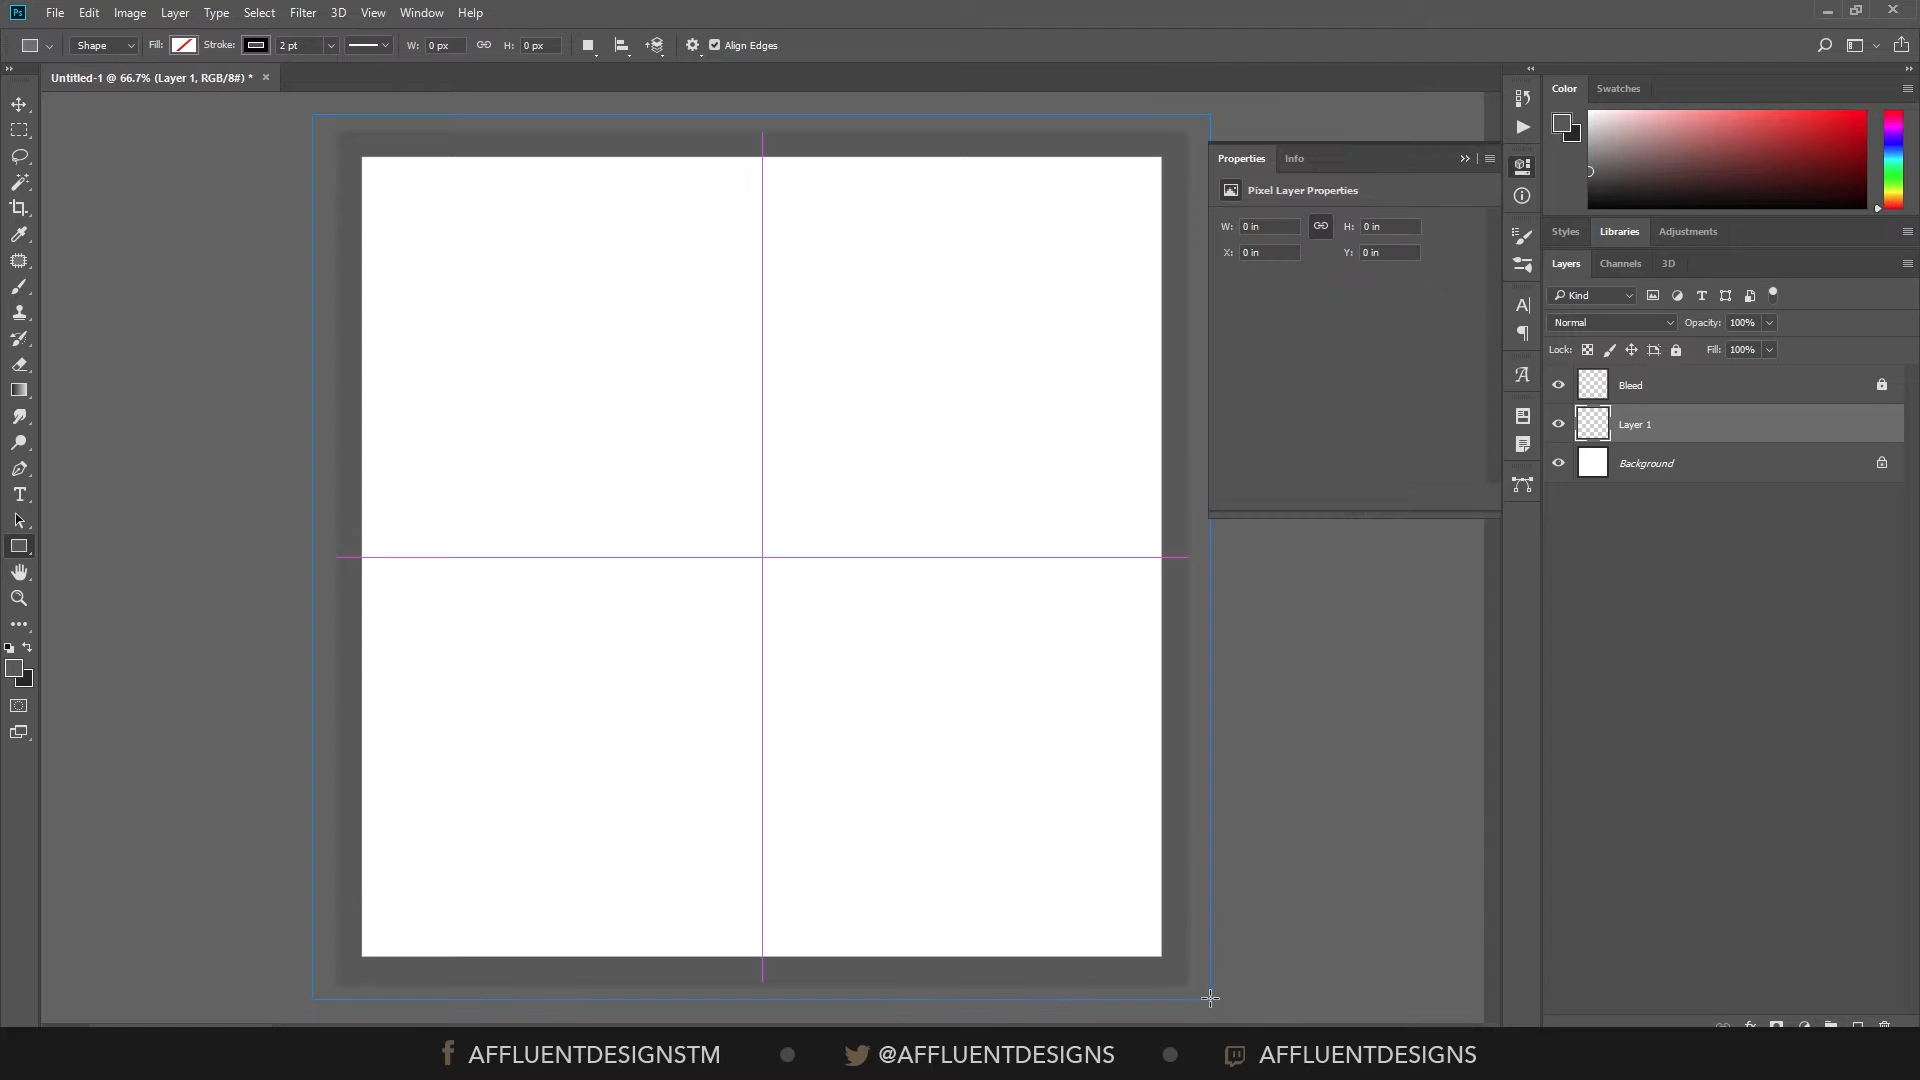 Ps File Edit Image Layer Type Select Filter 3D View Window Help
Shape Fill: Stroke: 2 pt W: 0 px H: 0 px Align Edges
Untitled-1 @ 66.7% (Layer 1, RGB/8#) * ×
Color Swatches
Properties Info
Pixel Layer Properties
W: 0 in H: 0 in
X: 0 in Y: 0 in
Styles Libraries Adjustments
Layers Channels 3D
Kind
Normal Opacity: 100%
Lock: Fill: 100%
Bleed
Layer 1
Background
AFFLUENTDESIGNSTM @AFFLUENTDESIGNS AFFLUENTDESIGNS